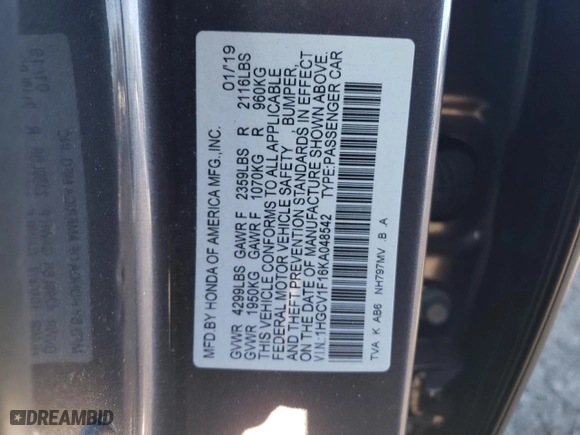 MFD.BY HONDA OF AMERICA MFG.,INC. 01/'19
GVWR 4299LBS GAWR F 2359LBS R 2116LBS
GVWR 1950KG GAWR F 1070KG R 960KG
THIS VEHICLE CONFORMS TO ALL APPLICABLE
FEDERAL MOTOR VEHICLE SAFETY, BUMPER,
AND THEFT PREVENTION STANDARDS IN EFFECT
ON THE DATE OF MANUFACTURE SHOWN ABOVE.
V.I.N.:1HGCV1F16KA048542 TYPE:PASSENGER CAR
TVA K AB6 NH797MV .B .A
DREAMBID